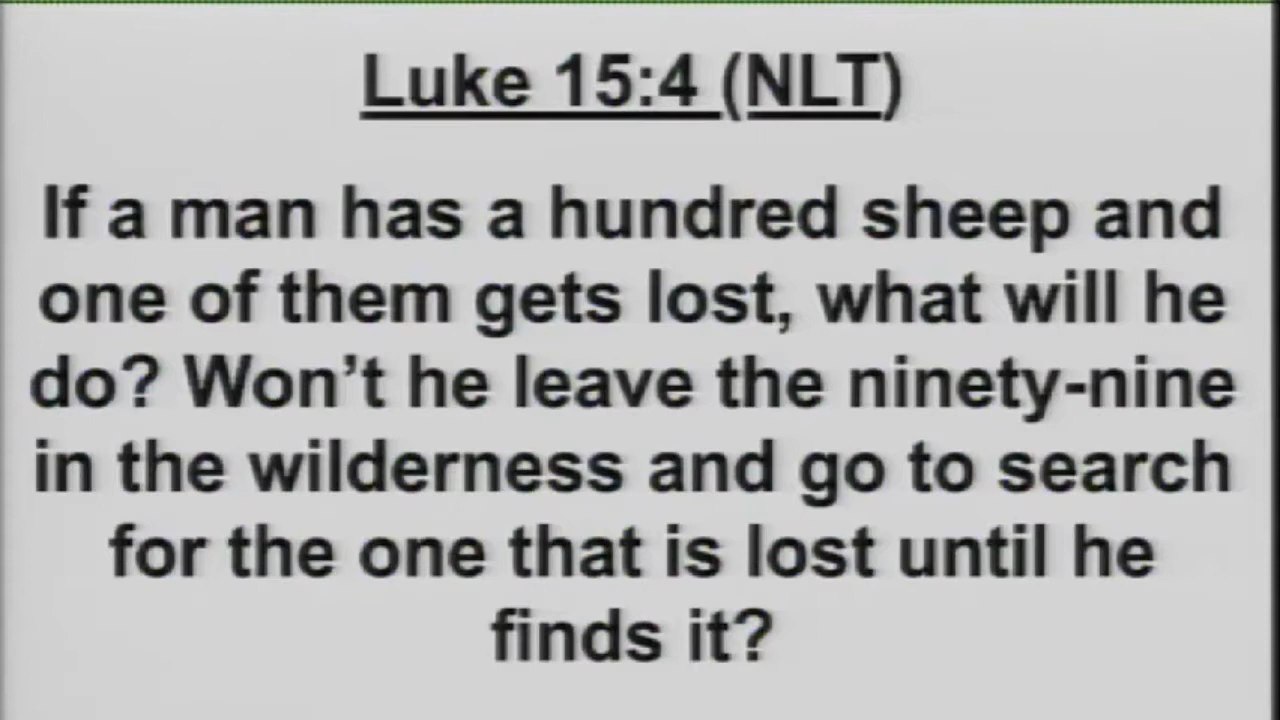 Luke 15:4 (NLT)
If a man has a hundred sheep and
one of them gets lost, what will he
do? Won’t he leave the ninety-nine
in the wilderness and go to search
for the one that is lost until he
finds it?